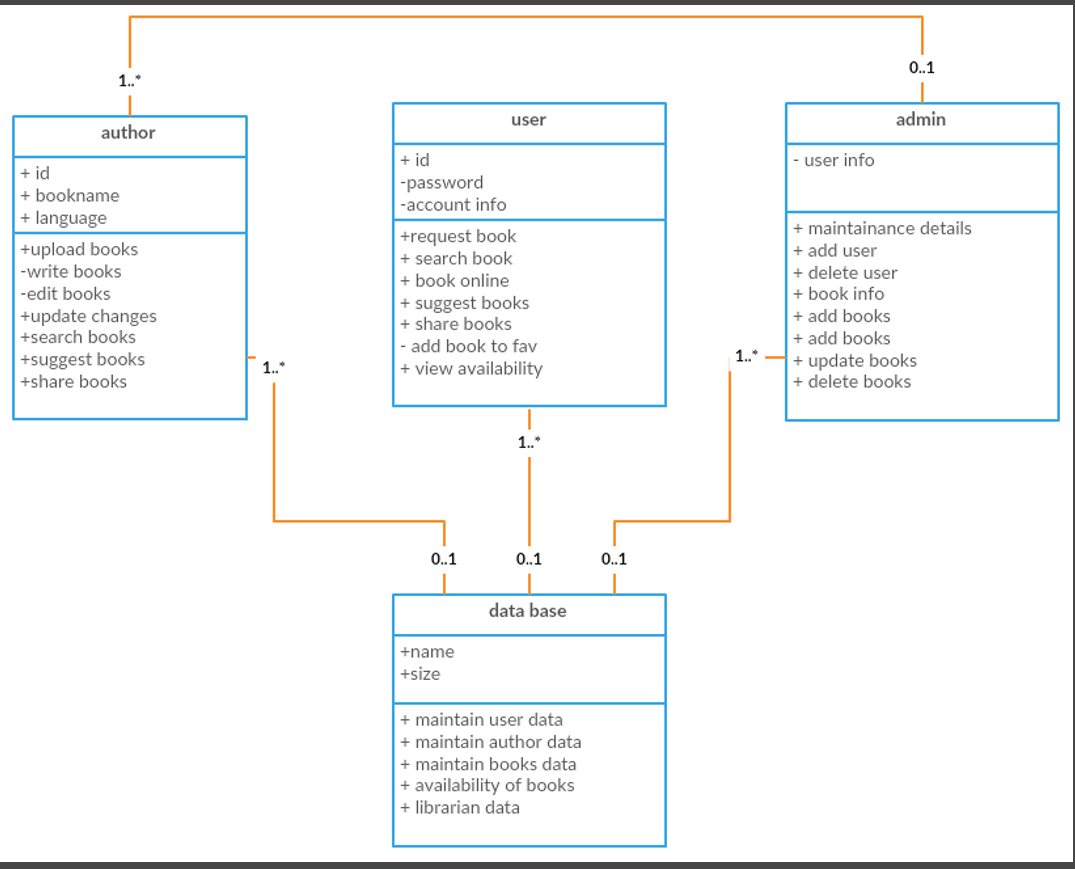 1..*
0..1
author
+ id
+ bookname
+ language
+upload books
-write books
-edit books
+update changes
+search books
+suggest books
+share books
1..*
user
+ id
-password
-account info
+request book
+ search book
+ book online
+ suggest books
+ share books
- add book to fav
+ view availability
1..*
admin
- user info
+ maintainance details
+ add user
+ delete user
+ book info
+ add books
+ add books
+ update books
+ delete books
1..*
0..1
0..1
0..1
data base
+name
+size
+ maintain user data
+ maintain author data
+ maintain books data
+ availability of books
+ librarian data